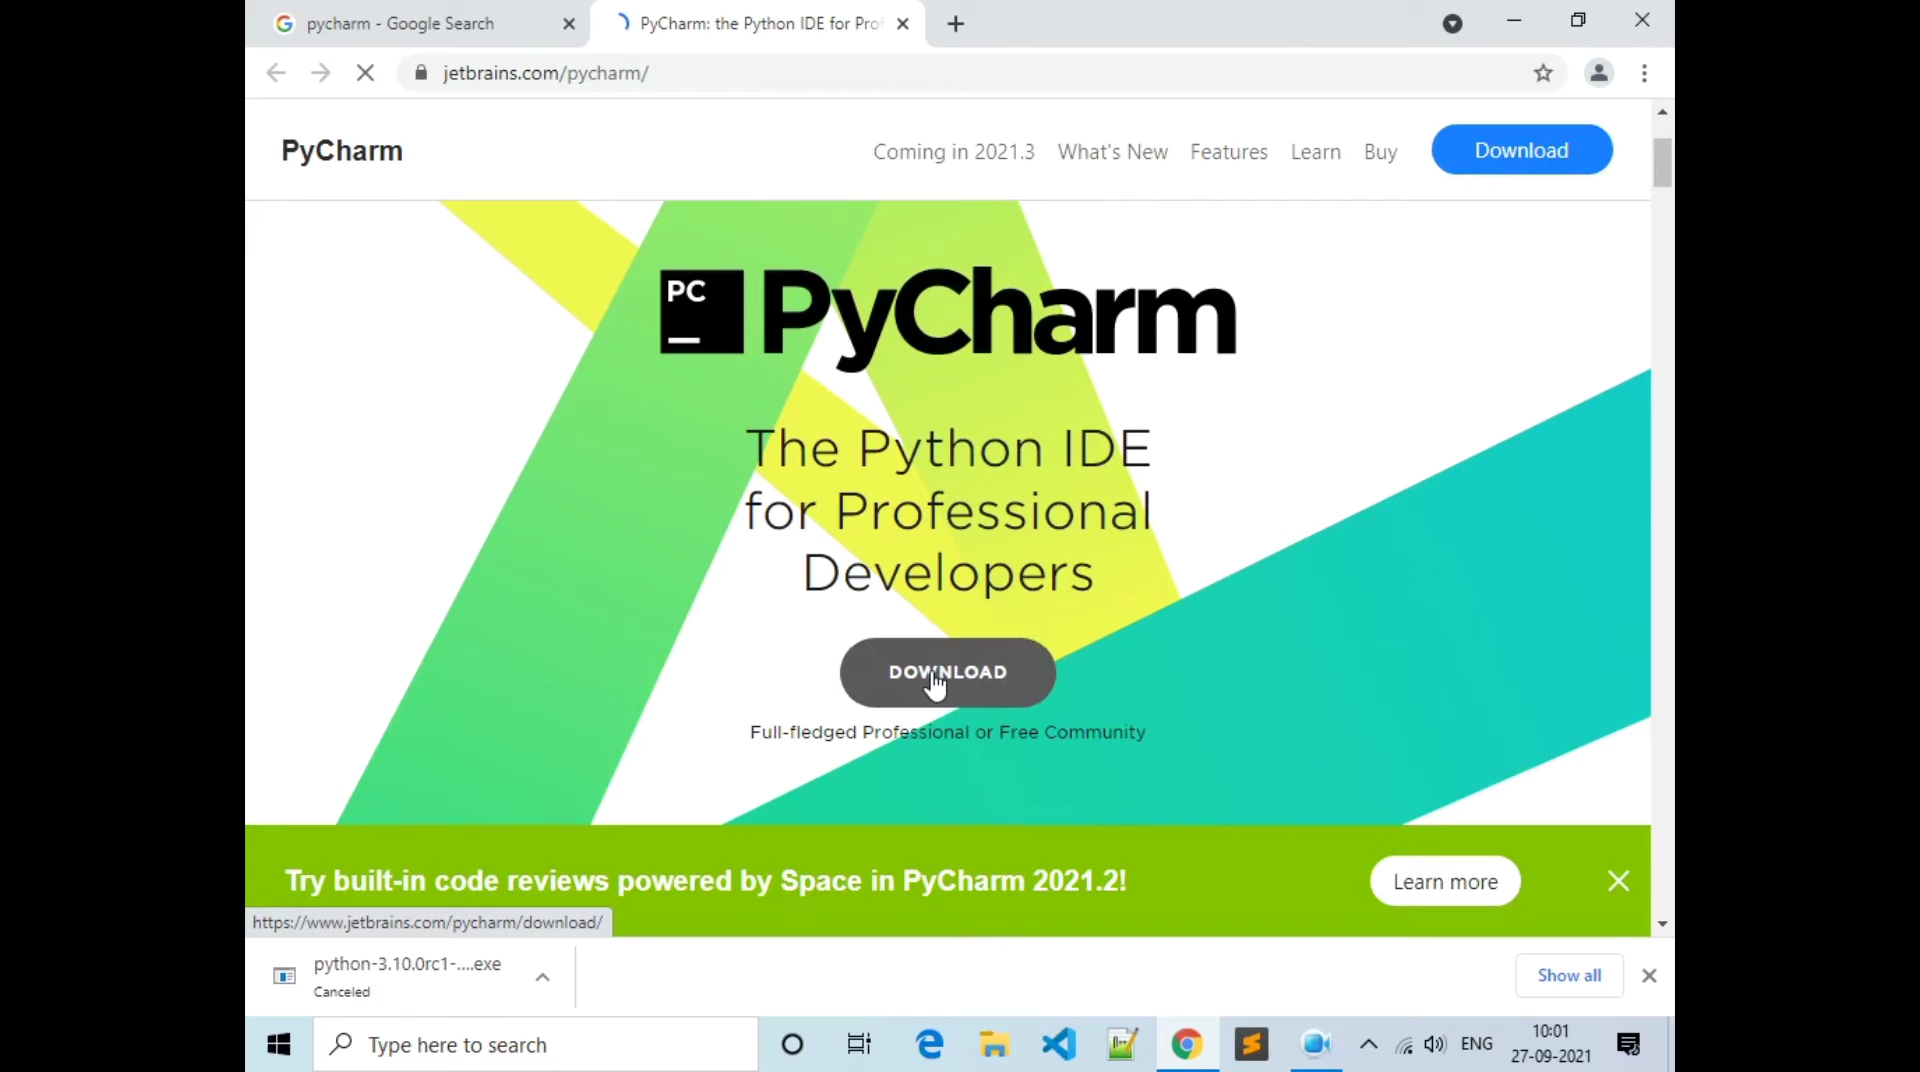 pycharm - Google Search
PyCharm: the Python IDE for Prof
jetbrains.com/pycharm/
PyCharm
Coming in 2021.3
What's New
Features
Learn
Buy
Download
PC
PyCharm
The Python IDE
for Professional
Developers
DOWNLOAD
Full-fledged Professional or Free Community
Try built-in code reviews powered by Space in PyCharm 2021.2!
Learn more
https://www.jetbrains.com/pycharm/download/
python-3.10.0rc1-....exe
Canceled
Show all
Type here to search
ENG
10:01
27-09-2021